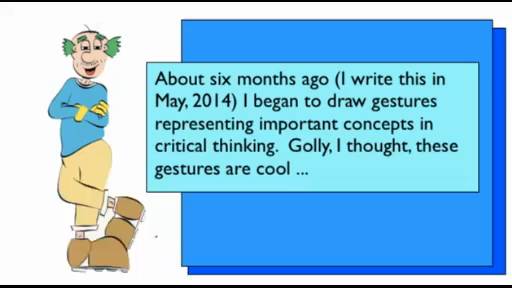 About six months ago (I write this in
May, 2014) I began to draw gestures
representing important concepts in
critical thinking.  Golly, I thought, these
gestures are cool ...